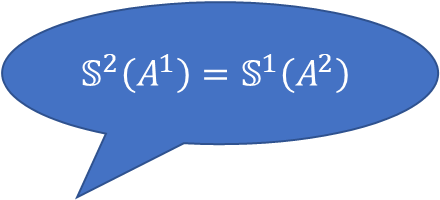 𝕊²(A¹) = 𝕊¹(A²)